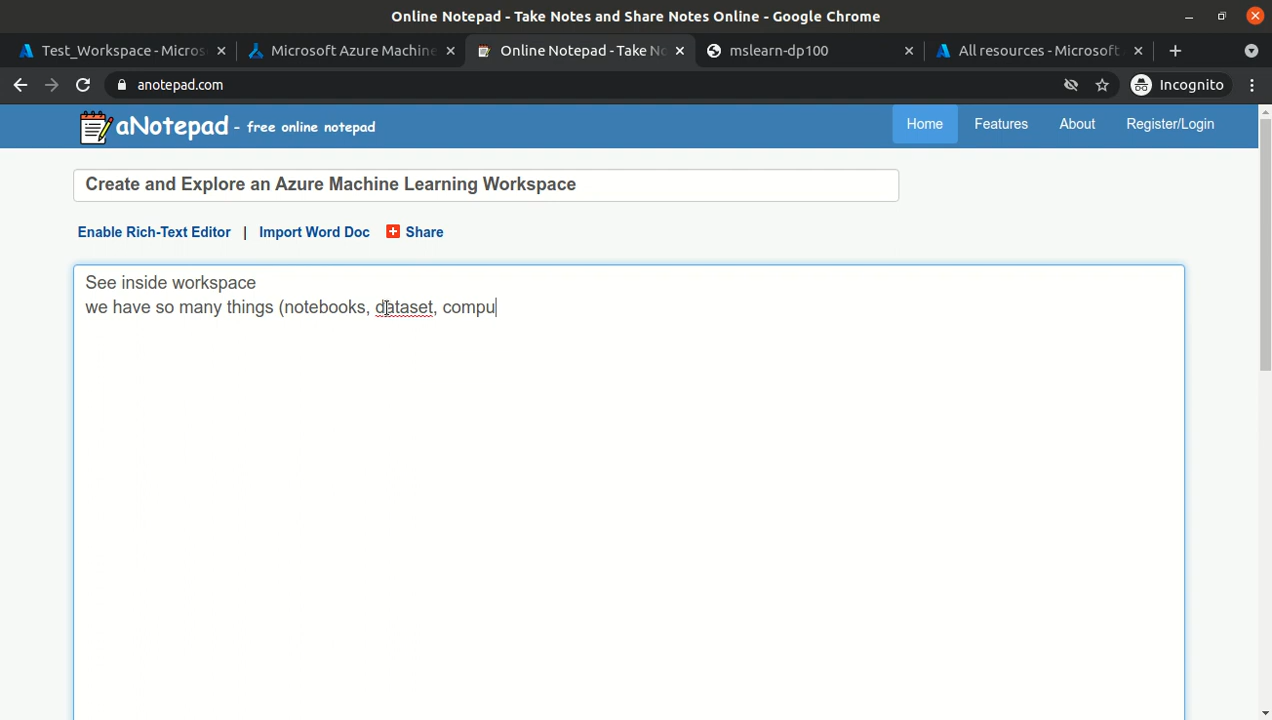 Online Notepad - Take Notes and Share Notes Online - Google Chrome
Test_Workspace - Micros
Microsoft Azure Machine
Online Notepad - Take No
mslearn-dp100
All resources - Microsoft
anotepad.com
Incognito
aNotepad - free online notepad
Home
Features
About
Register/Login
Create and Explore an Azure Machine Learning Workspace
Enable Rich-Text Editor | Import Word Doc Share
See inside workspace
we have so many things (notebooks, dataset, compu